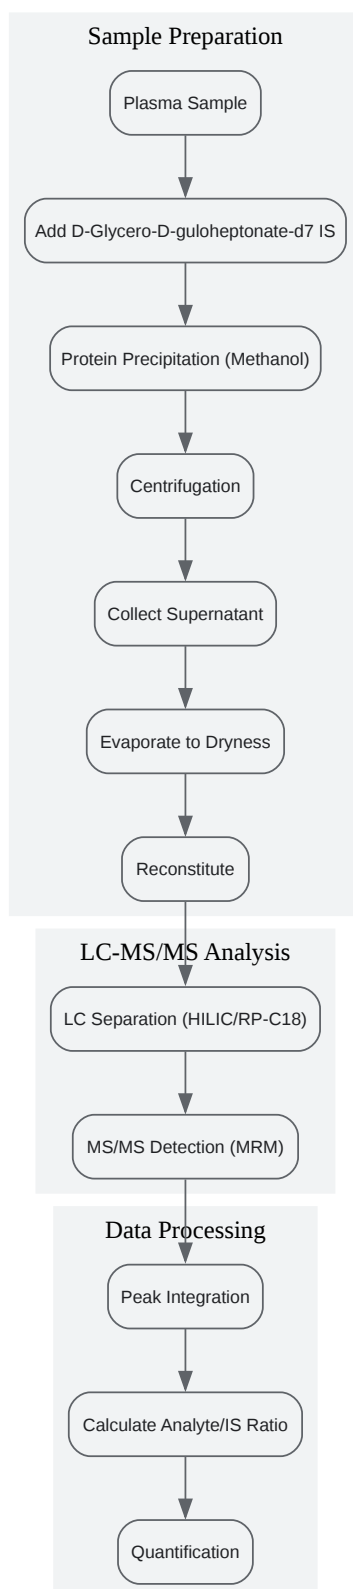 Sample Preparation
Plasma Sample
Add D-Glycero-D-guloheptonate-d7 IS
Protein Precipitation (Methanol)
Centrifugation
Collect Supernatant
Evaporate to Dryness
Reconstitute
LC-MS/MS Analysis
LC Separation (HILIC/RP-C18)
MS/MS Detection (MRM)
Data Processing
Peak Integration
Calculate Analyte/IS Ratio
Quantification